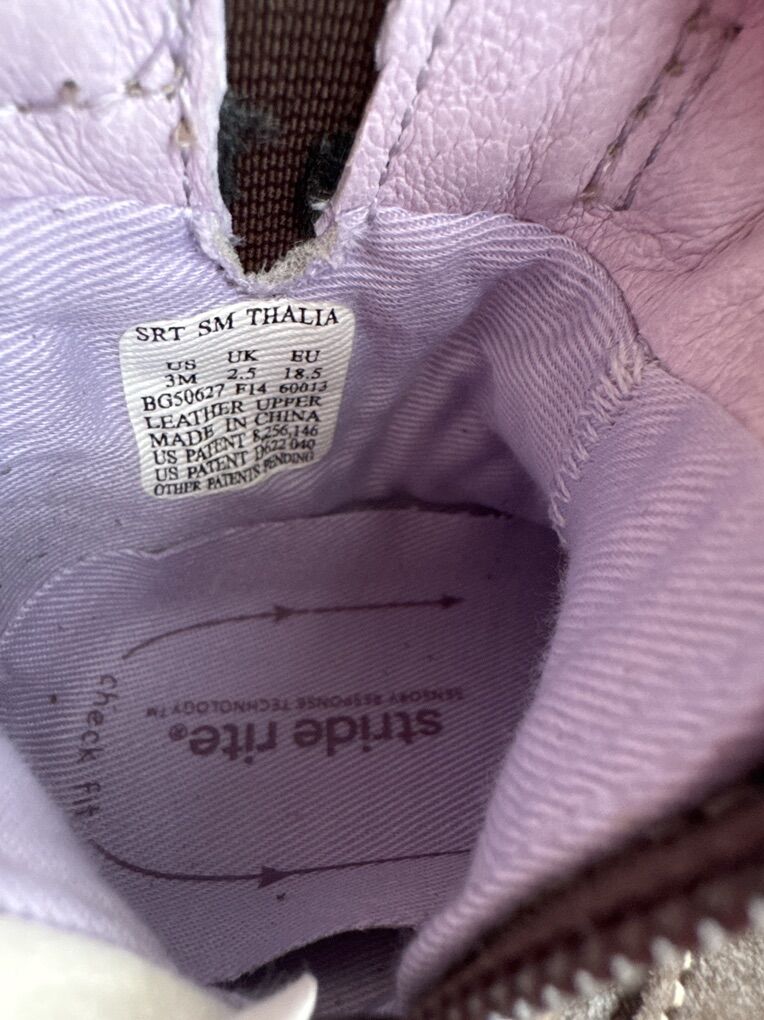 SRT SM THALIA
US UK EU
3M 2.5 18.5
BG50627 F14 60013
LEATHER UPPER
MADE IN CHINA
US PATENT 8,256,146
US PATENT D622 040
OTHER PATENTS PENDING
check fit
SENSORY RESPONSE TECHNOLOGY™
stride rite®